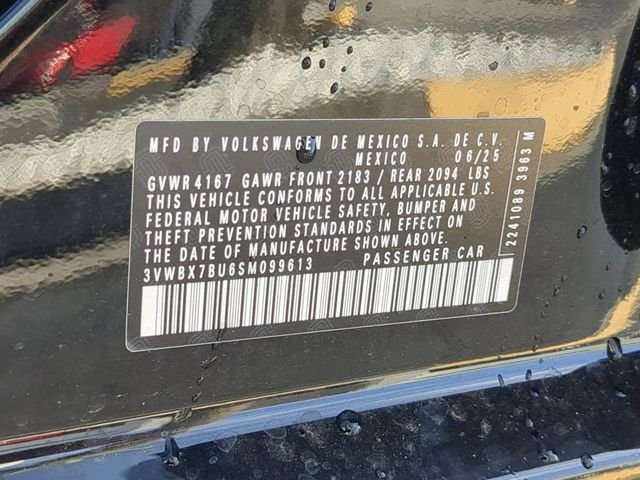 MFD BY VOLKSWAGEN DE MEXICO S.A. DE C.V.
MEXICO 06/25
GVWR 4167 GAWR FRONT 2183 / REAR 2094 LBS
THIS VEHICLE CONFORMS TO ALL APPLICABLE U.S.
FEDERAL MOTOR VEHICLE SAFETY, BUMPER AND
THEFT PREVENTION STANDARDS IN EFFECT ON
THE DATE OF MANUFACTURE SHOWN ABOVE.
3VWBX7BU6SM099613 PASSENGER CAR
2241089 3963 M